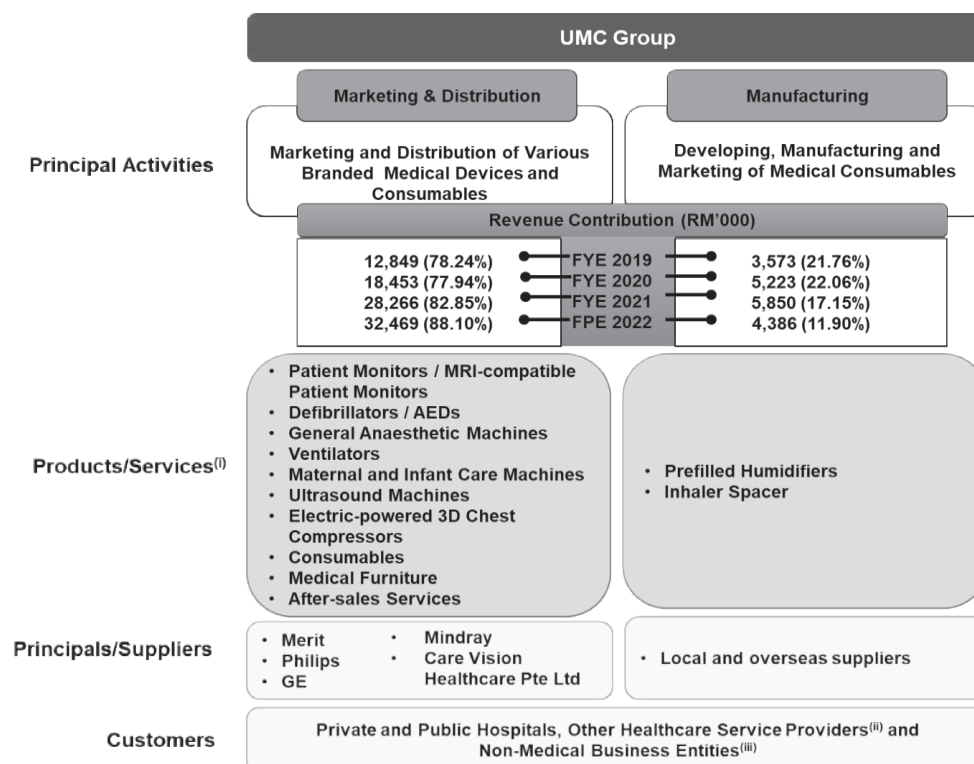 UMC Group
Marketing & Distribution
Manufacturing
Principal Activities
Marketing and Distribution of Various
Branded Medical Devices and
Consumables
Developing, Manufacturing and
Marketing of Medical Consumables
Revenue Contribution (RM'000)
12,849 (78.24%) FYE 2019 3,573 (21.76%)
18,453 (77.94%) FYE 2020 5,223 (22.06%)
28,266 (82.85%) FYE 2021 5,850 (17.15%)
32,469 (88.10%) FPE 2022 4,386 (11.90%)
Products/Services(i)
• Patient Monitors / MRI-compatible
Patient Monitors
• Defibrillators / AEDs
• General Anaesthetic Machines
• Ventilators
• Maternal and Infant Care Machines
• Ultrasound Machines
• Electric-powered 3D Chest
Compressors
• Consumables
• Medical Furniture
• After-sales Services
• Prefilled Humidifiers
• Inhaler Spacer
Principals/Suppliers
• Merit
• Philips
• GE
• Mindray
• Care Vision
Healthcare Pte Ltd
• Local and overseas suppliers
Customers
Private and Public Hospitals, Other Healthcare Service Providers(ii) and
Non-Medical Business Entities(iii)